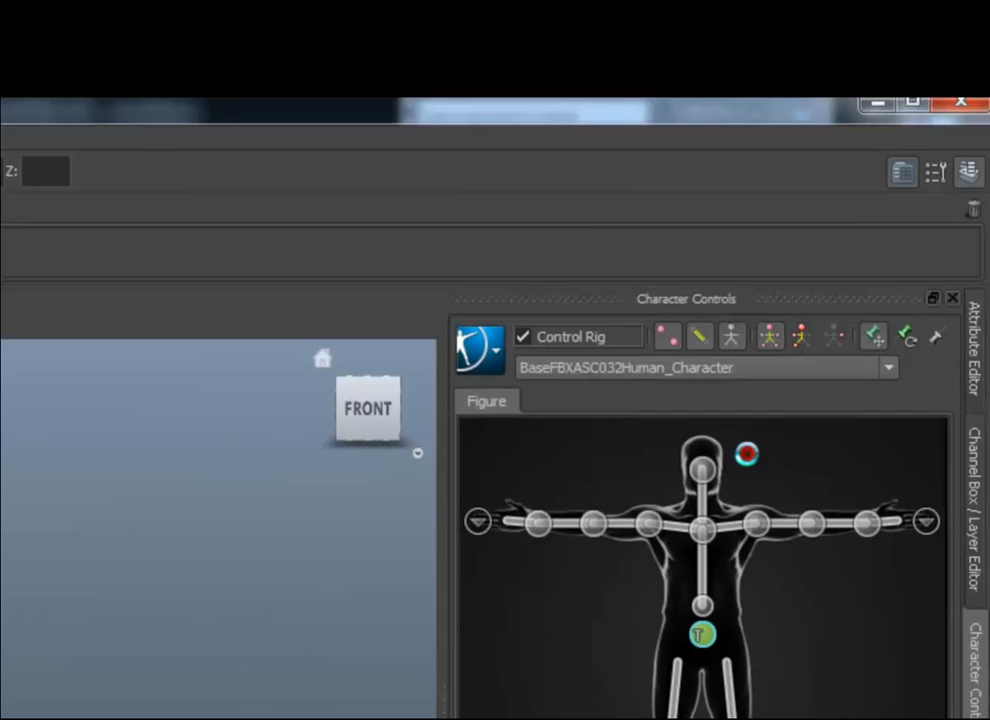 Z:
Character Controls
Control Rig
BaseFBXASC032Human_Character
Figure
FRONT
T
Attribute Editor
Channel Box / Layer Editor
Character Cont